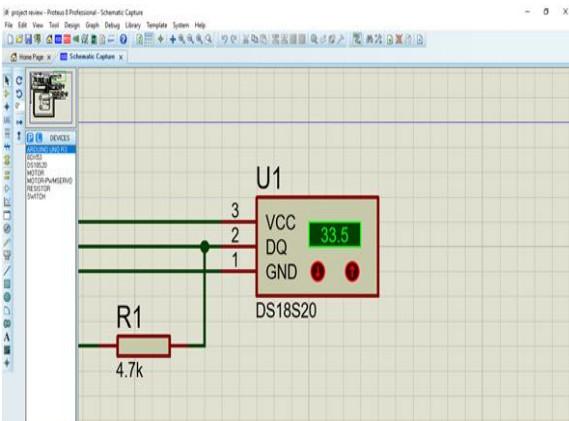 project review - Proteus 8 Professional - Schematic Capture
File Edit View Tool Design Graph Debug Library Template System Help
Home Page x Schematic Capture x
P L DEVICES
ARDUINO UNO R3
DS18S20
MOTOR
MOTOR-PWMSERVO
RESISTOR
SWITCH
U1
3 VCC
2 DQ
1 GND
33.5
DS18S20
R1
4.7k